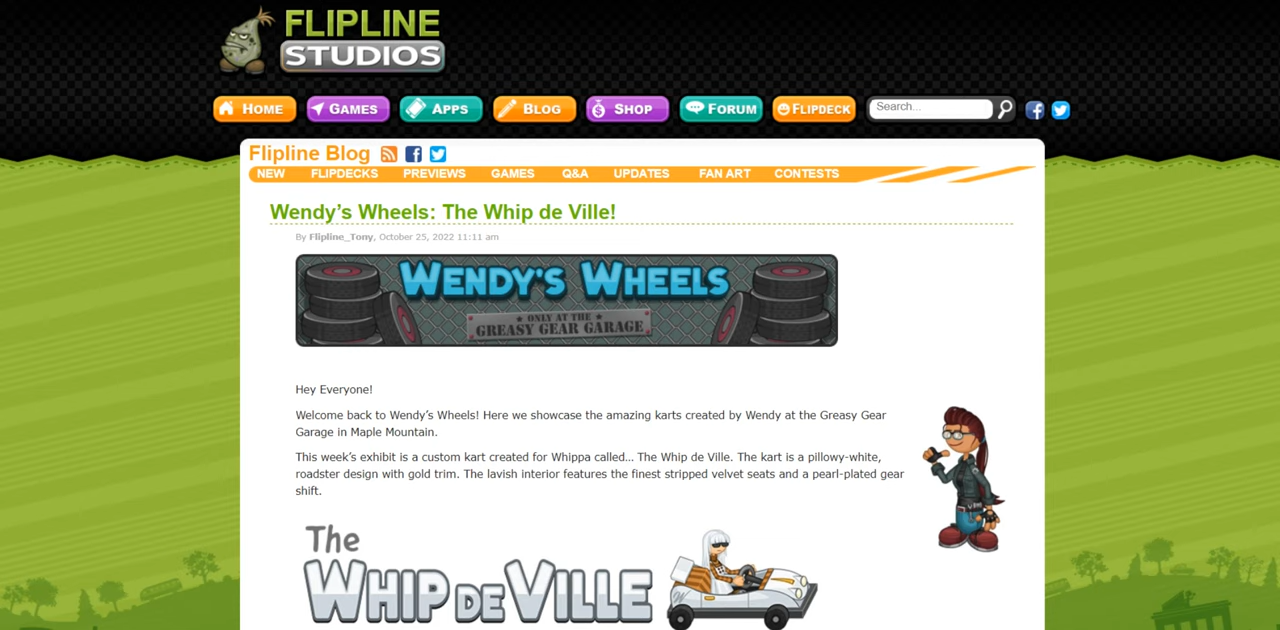 FLIPLINE
STUDIOS
HOME GAMES APPS BLOG SHOP FORUM FLIPDECK Search...
Flipline Blog
NEW FLIPDECKS PREVIEWS GAMES Q&A UPDATES FAN ART CONTESTS
Wendy’s Wheels: The Whip de Ville!
By Flipline_Tony, October 25, 2022 11:11 am
WENDY'S WHEELS
★ ONLY AT THE ★
GREASY GEAR GARAGE
Hey Everyone!
Welcome back to Wendy’s Wheels! Here we showcase the amazing karts created by Wendy at the Greasy Gear
Garage in Maple Mountain.
This week’s exhibit is a custom kart created for Whippa called… The Whip de Ville. The kart is a pillowy-white,
roadster design with gold trim. The lavish interior features the finest stripped velvet seats and a pearl-plated gear
shift.
The
WHIP DE VILLE